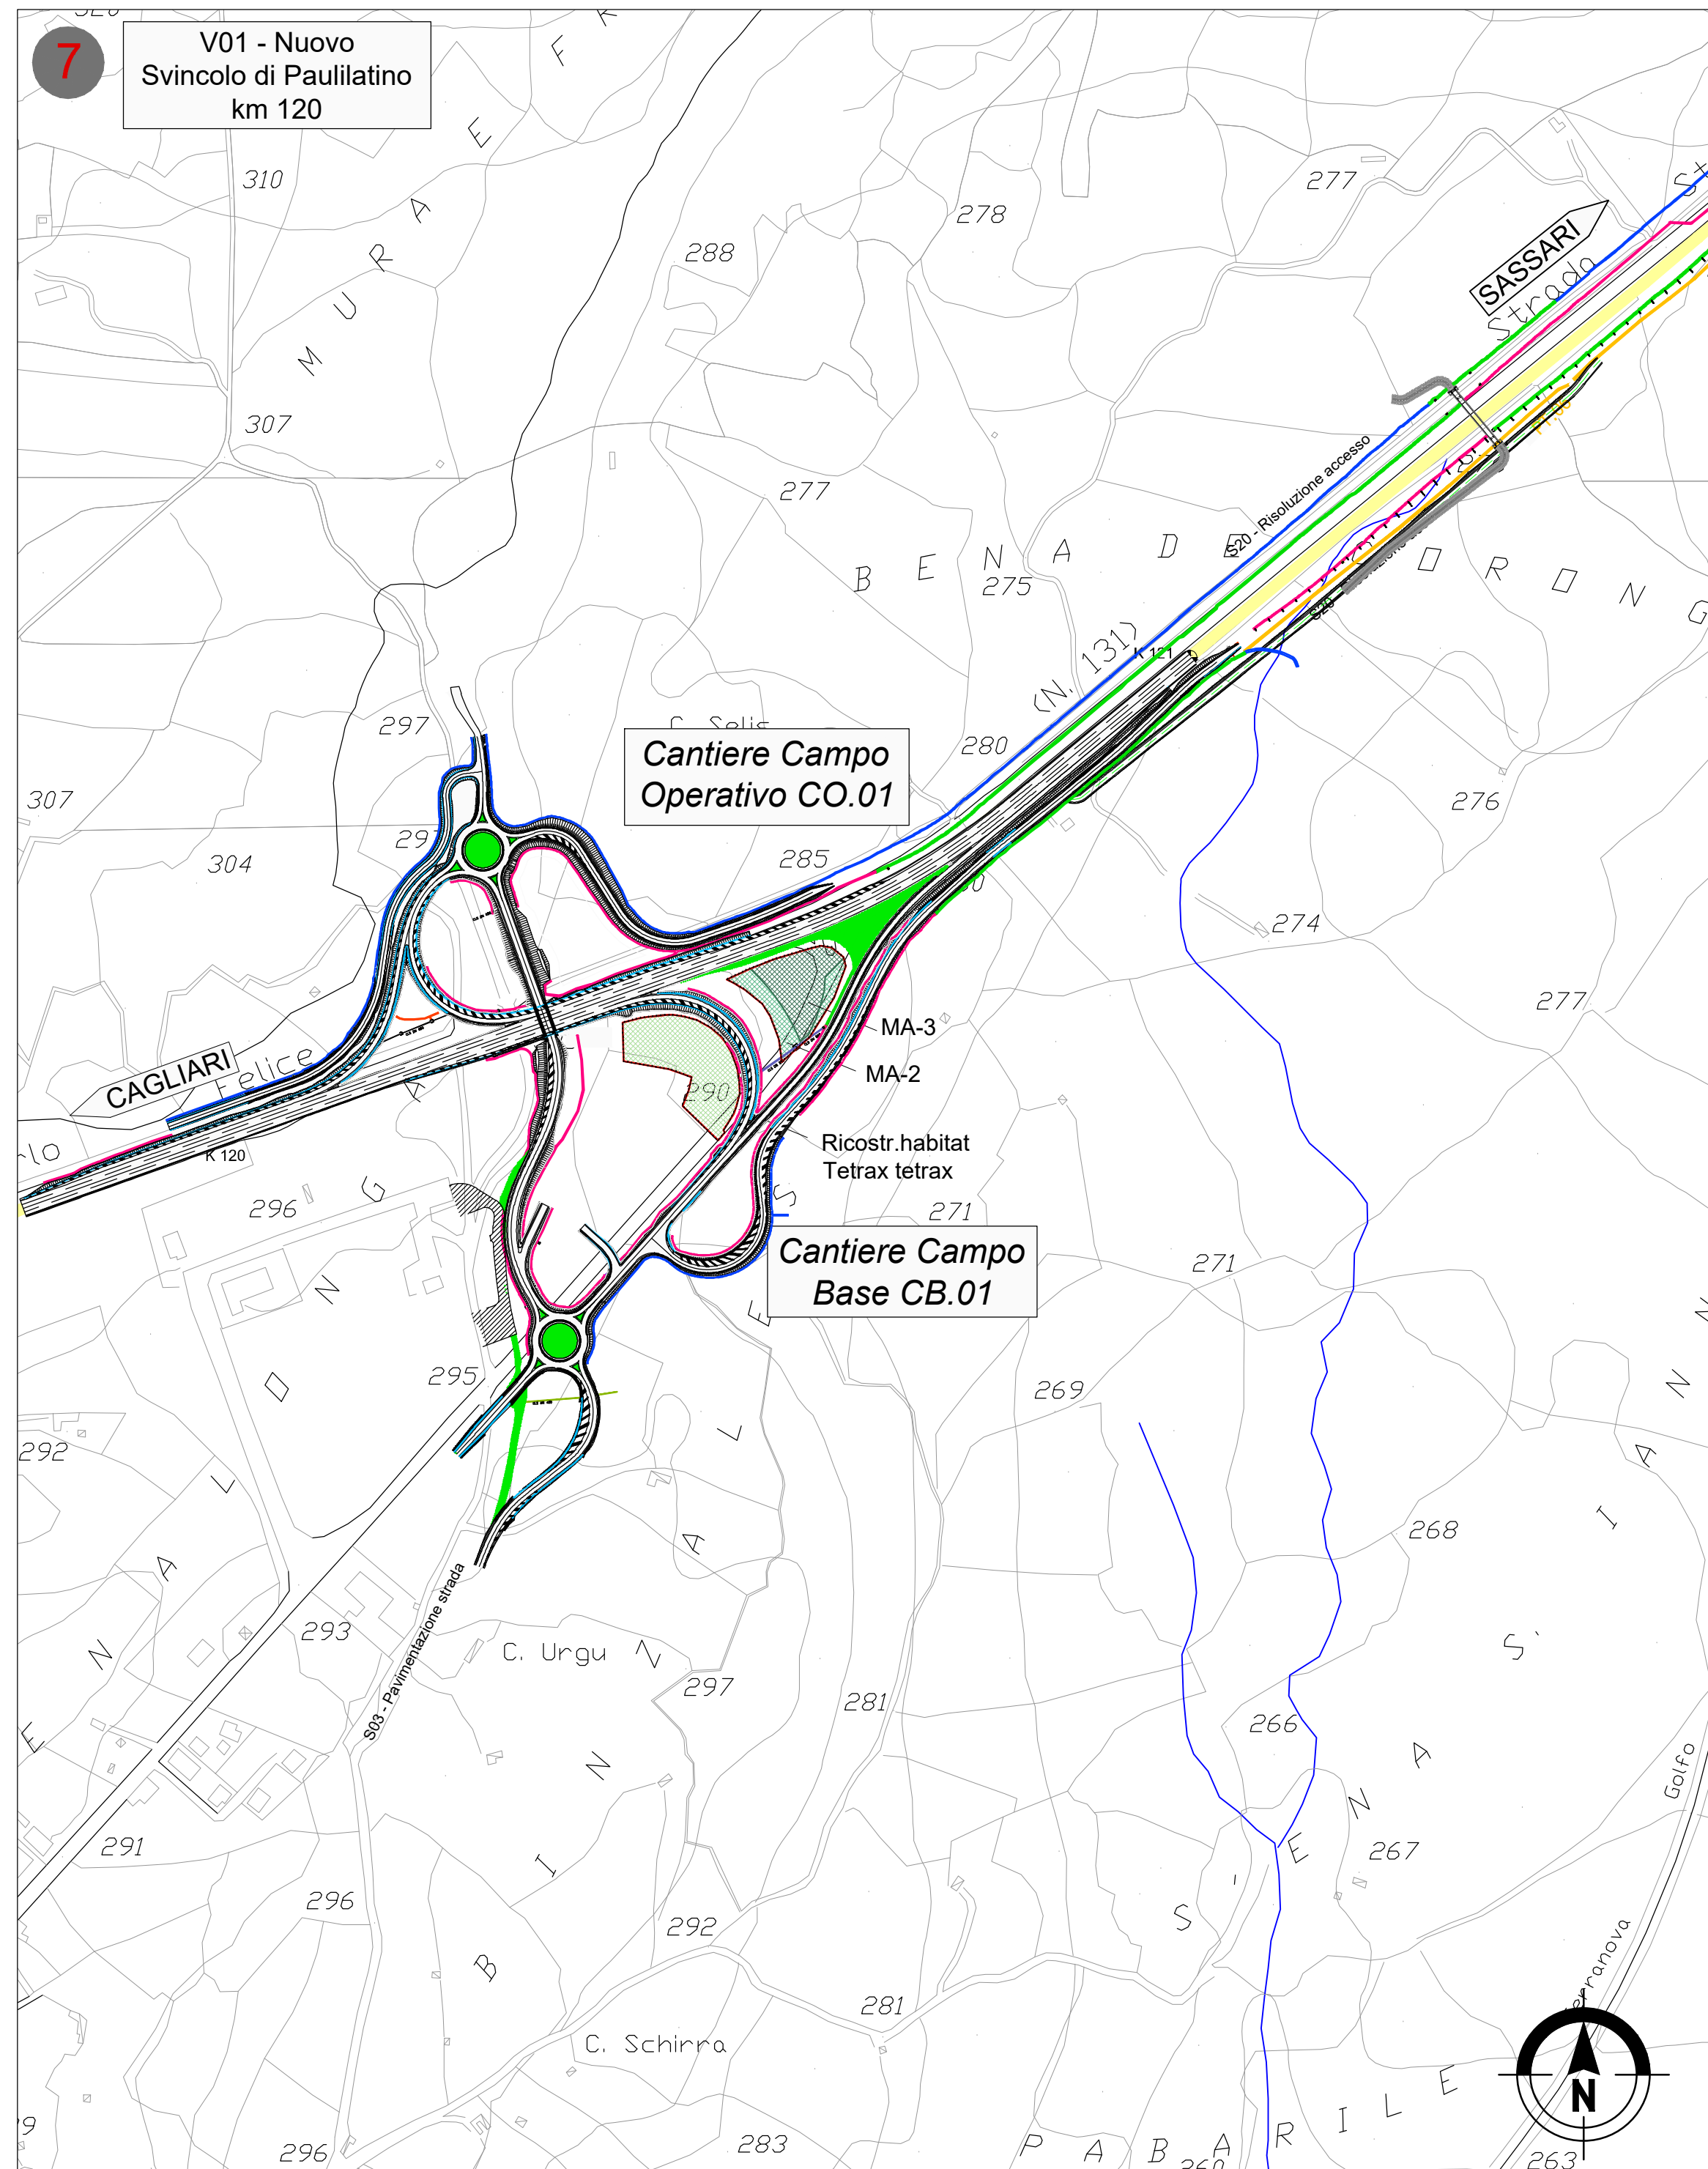 7
V01 - Nuovo
Svincolo di Paulilatino
km 120
310
277
278
288
SASSARI
Strada
307
M U R A E F
277
S20 - Risoluzione accesso
B E N A D E
275
O R O N G
S20
(N. 131)
K 121
297
280
Cantiere Campo
Operativo CO.01
307
276
304
285
274
277
MA-3
MA-2
CAGLIARI
Felice
290
K 120
Ricostr.habitat
Tetrax tetrax
296
271
Cantiere Campo
Base CB.01
271
295
269
292
268
S03 - Pavimentazione strada
293
C. Urgu
297
281
266
Golfo
291
267
296
292
281
C. Schirra
N
296
283
P A B A R I L E
263